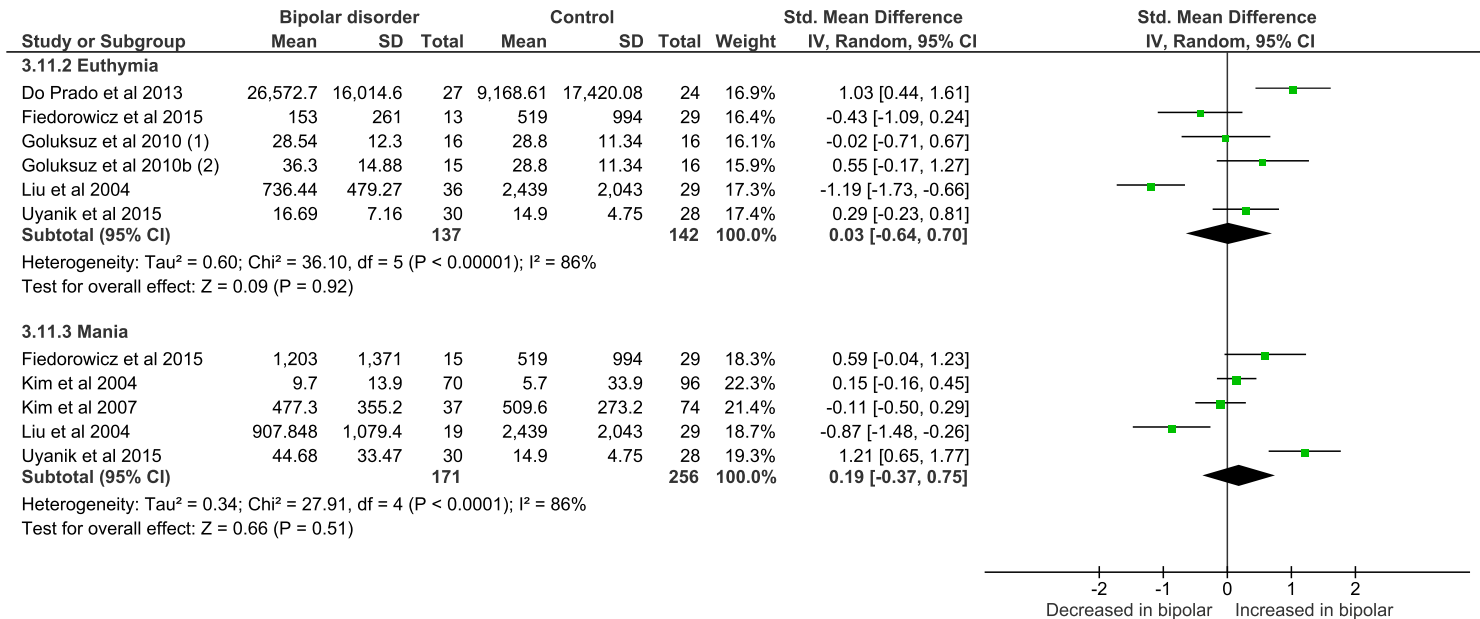 Bipolar disorder Control Std. Mean Difference Std. Mean Difference
Study or Subgroup Mean SD Total Mean SD Total Weight IV, Random, 95% CI IV, Random, 95% CI
3.11.2 Euthymia
Do Prado et al 2013 26,572.7 16,014.6 27 9,168.61 17,420.08 24 16.9% 1.03 [0.44, 1.61]
Fiedorowicz et al 2015 153 261 13 519 994 29 16.4% -0.43 [-1.09, 0.24]
Goluksuz et al 2010 (1) 28.54 12.3 16 28.8 11.34 16 16.1% -0.02 [-0.71, 0.67]
Goluksuz et al 2010b (2) 36.3 14.88 15 28.8 11.34 16 15.9% 0.55 [-0.17, 1.27]
Liu et al 2004 736.44 479.27 36 2,439 2,043 29 17.3% -1.19 [-1.73, -0.66]
Uyanik et al 2015 16.69 7.16 30 14.9 4.75 28 17.4% 0.29 [-0.23, 0.81]
Subtotal (95% CI) 137 142 100.0% 0.03 [-0.64, 0.70]
Heterogeneity: Tau² = 0.60; Chi² = 36.10, df = 5 (P < 0.00001); I² = 86%
Test for overall effect: Z = 0.09 (P = 0.92)
3.11.3 Mania
Fiedorowicz et al 2015 1,203 1,371 15 519 994 29 18.3% 0.59 [-0.04, 1.23]
Kim et al 2004 9.7 13.9 70 5.7 33.9 96 22.3% 0.15 [-0.16, 0.45]
Kim et al 2007 477.3 355.2 37 509.6 273.2 74 21.4% -0.11 [-0.50, 0.29]
Liu et al 2004 907.848 1,079.4 19 2,439 2,043 29 18.7% -0.87 [-1.48, -0.26]
Uyanik et al 2015 44.68 33.47 30 14.9 4.75 28 19.3% 1.21 [0.65, 1.77]
Subtotal (95% CI) 171 256 100.0% 0.19 [-0.37, 0.75]
Heterogeneity: Tau² = 0.34; Chi² = 27.91, df = 4 (P < 0.0001); I² = 86%
Test for overall effect: Z = 0.66 (P = 0.51)
-2 -1 0 1 2
Decreased in bipolar Increased in bipolar